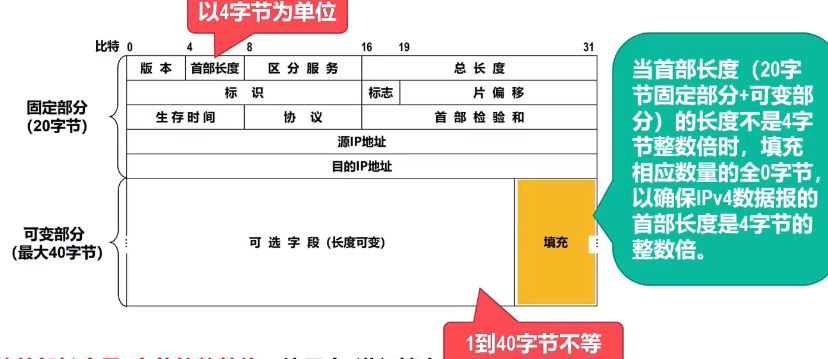 以4字节为单位
比特 0 4 8 16 19 31
版本 首部长度 区分服务 总长度
标识 标志 片偏移
生存时间 协议 首部检验和
源IP地址
目的IP地址
固定部分
(20字节)
可变部分
(最大40字节)
可选字段 (长度可变)
填充
当首部长度（20字
节固定部分+可变部
分）的长度不是4字
节整数倍时，填充
相应数量的全0字节，
以确保IPv4数据报的
首部长度是4字节的
整数倍。
1到40字节不等